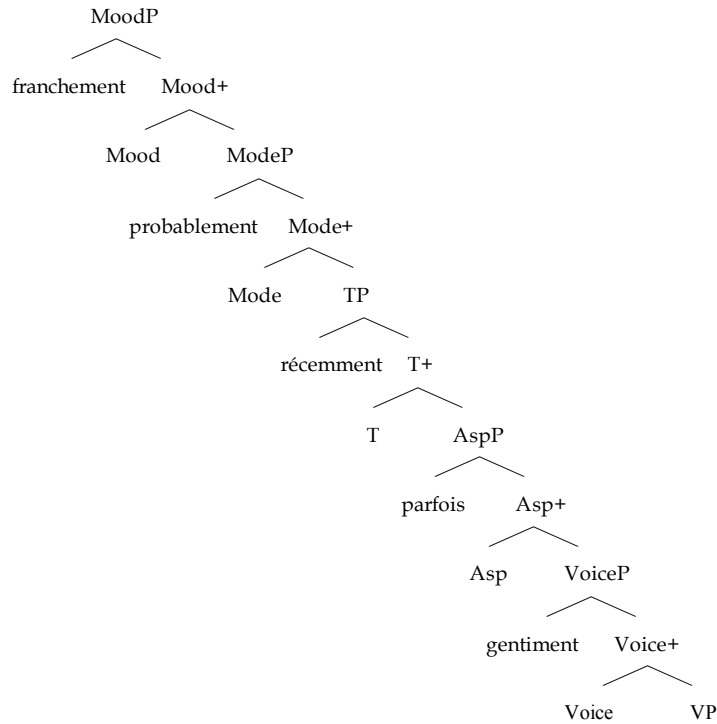 MoodP
franchement Mood+
Mood ModeP
probablement Mode+
Mode TP
récemment T+
T AspP
parfois Asp+
Asp VoiceP
gentiment Voice+
Voice VP